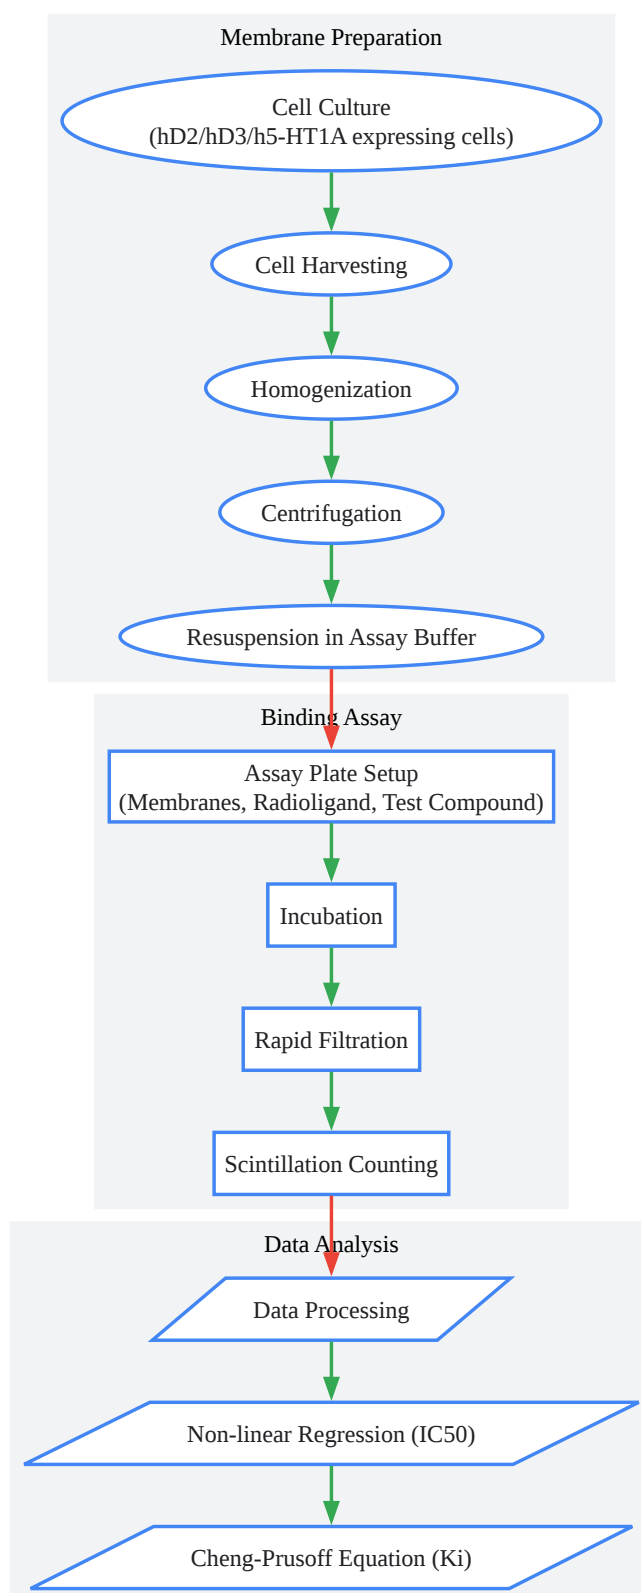 Membrane Preparation
Cell Culture
(hD2/hD3/h5-HT1A expressing cells)
Cell Harvesting
Homogenization
Centrifugation
Resuspension in Assay Buffer
Binding Assay
Assay Plate Setup
(Membranes, Radioligand, Test Compound)
Incubation
Rapid Filtration
Scintillation Counting
Data Analysis
Data Processing
Non-linear Regression (IC50)
Cheng-Prusoff Equation (Ki)